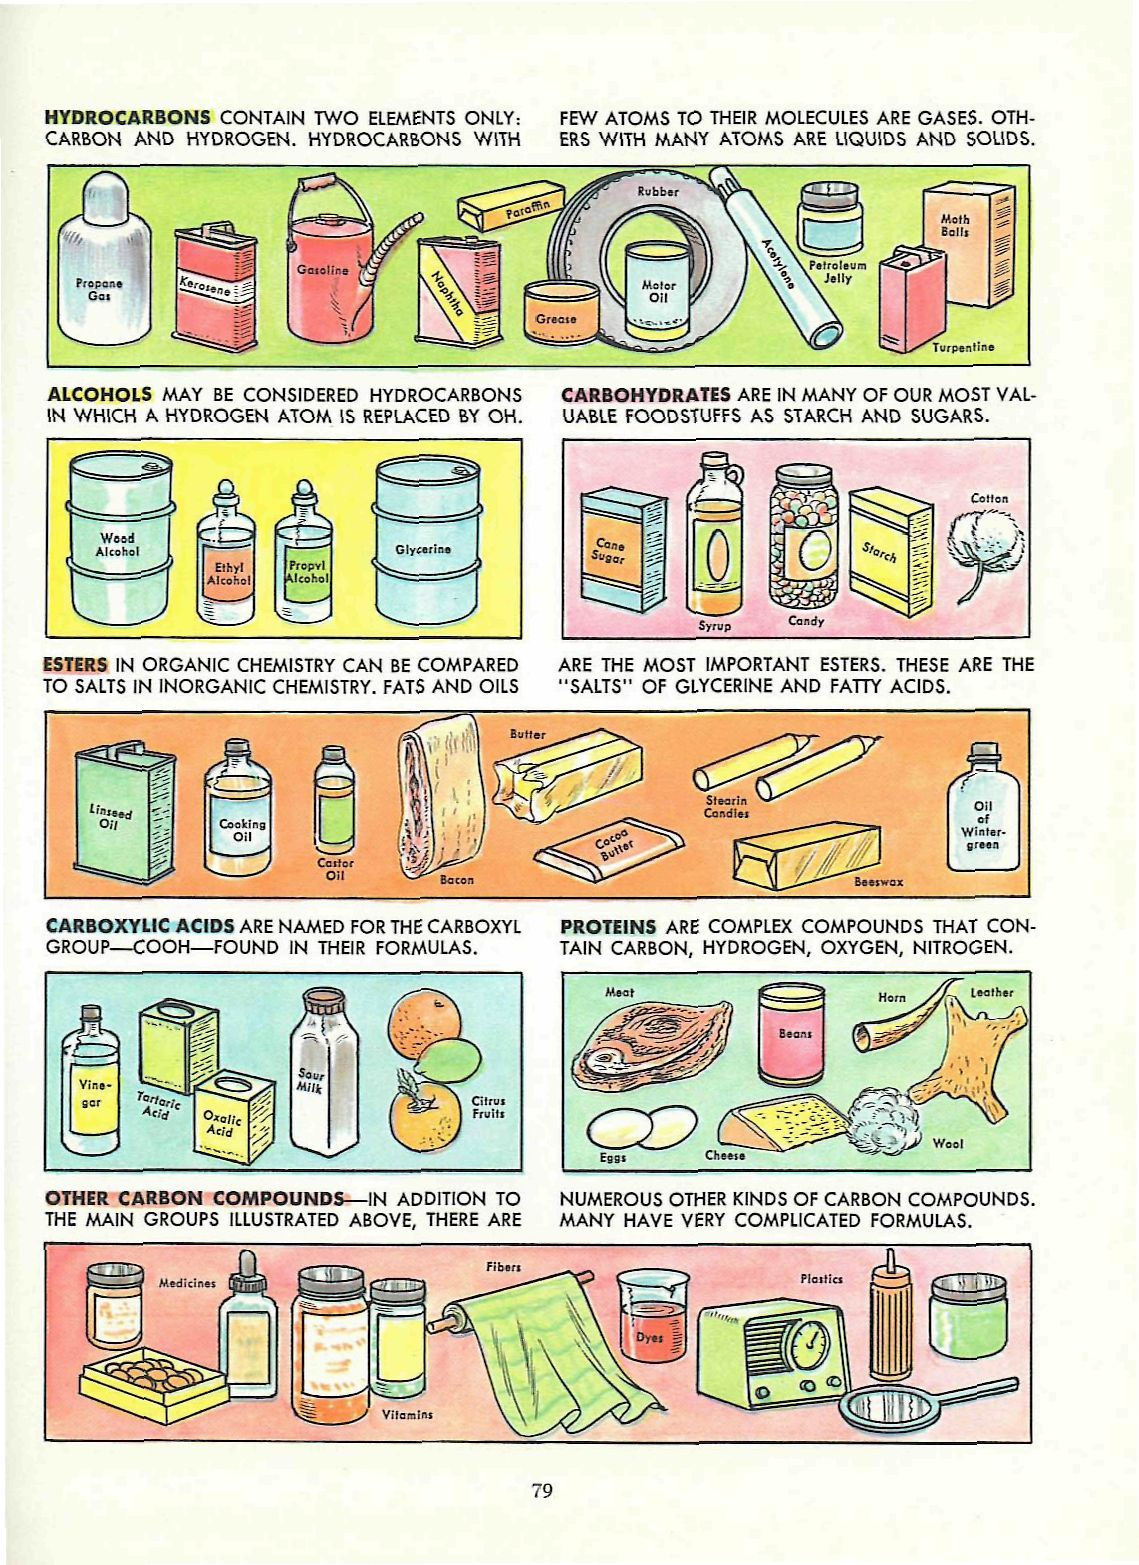 HYDROCARBONS CONTAIN TWO ELEMENTS ONLY:
CARBON AND HYDROGEN. HYDROCARBONS WITH
FEW ATOMS TO THEIR MOLECULES ARE GASES. OTH-
ERS WITH MANY ATOMS ARE LIQUIDS AND SOLIDS.
Propane
Gas
Kerosene
Gasoline
Naphtha
Paraffin
Grease
Rubber
Motor
Oil
Acetylene
Petroleum
Jelly
Moth
Balls
Turpentine
ALCOHOLS MAY BE CONSIDERED HYDROCARBONS
IN WHICH A HYDROGEN ATOM IS REPLACED BY OH.
Wood
Alcohol
Ethyl
Alcohol
Propyl
Alcohol
Glycerine
CARBOHYDRATES ARE IN MANY OF OUR MOST VAL-
UABLE FOODSTUFFS AS STARCH AND SUGARS.
Cane
Sugar
Syrup
Candy
Starch
Cotton
ESTERS IN ORGANIC CHEMISTRY CAN BE COMPARED
TO SALTS IN INORGANIC CHEMISTRY. FATS AND OILS
ARE THE MOST IMPORTANT ESTERS. THESE ARE THE
"SALTS" OF GLYCERINE AND FATTY ACIDS.
Linseed
Oil
Cooking
Oil
Castor
Oil
Bacon
Butter
Cocoa
Butter
Stearin
Candles
Beeswax
Oil
of
Winter-
green
CARBOXYLIC ACIDS ARE NAMED FOR THE CARBOXYL
GROUP—COOH—FOUND IN THEIR FORMULAS.
Vine-
gar
Tartaric
Acid
Oxalic
Acid
Sour
Milk
Citrus
Fruits
PROTEINS ARE COMPLEX COMPOUNDS THAT CON-
TAIN CARBON, HYDROGEN, OXYGEN, NITROGEN.
Meat
Beans
Horn
Leather
Eggs
Cheese
Wool
OTHER CARBON COMPOUNDS—IN ADDITION TO
THE MAIN GROUPS ILLUSTRATED ABOVE, THERE ARE
NUMEROUS OTHER KINDS OF CARBON COMPOUNDS.
MANY HAVE VERY COMPLICATED FORMULAS.
Medicines
Vitamins
Fibers
Dyes
Plastics
79